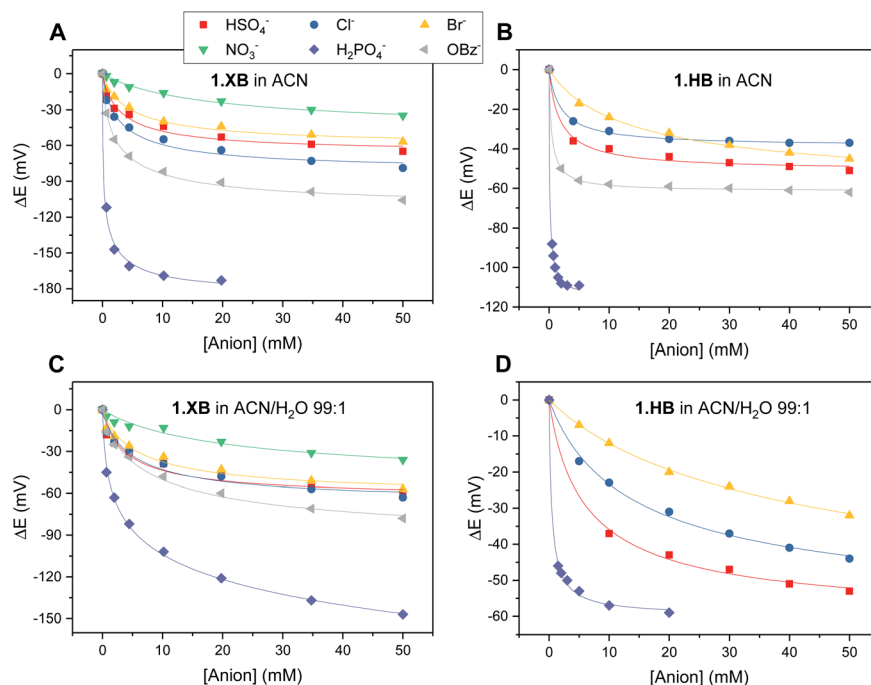 A
B
HSO₄⁻ Cl⁻ Br⁻
NO₃⁻ H₂PO₄⁻ OBz⁻
1.XB in ACN
0
-30
-60
-90
-120
-150
-180
ΔE (mV)
0 10 20 30 40 50
[Anion] (mM)
1.HB in ACN
0
-20
-40
-60
-80
-100
-120
ΔE (mV)
0 10 20 30 40 50
[Anion] (mM)
C
1.XB in ACN/H₂O 99:1
0
-30
-60
-90
-120
-150
ΔE (mV)
0 10 20 30 40 50
[Anion] (mM)
D
1.HB in ACN/H₂O 99:1
0
-10
-20
-30
-40
-50
-60
ΔE (mV)
0 10 20 30 40 50
[Anion] (mM)